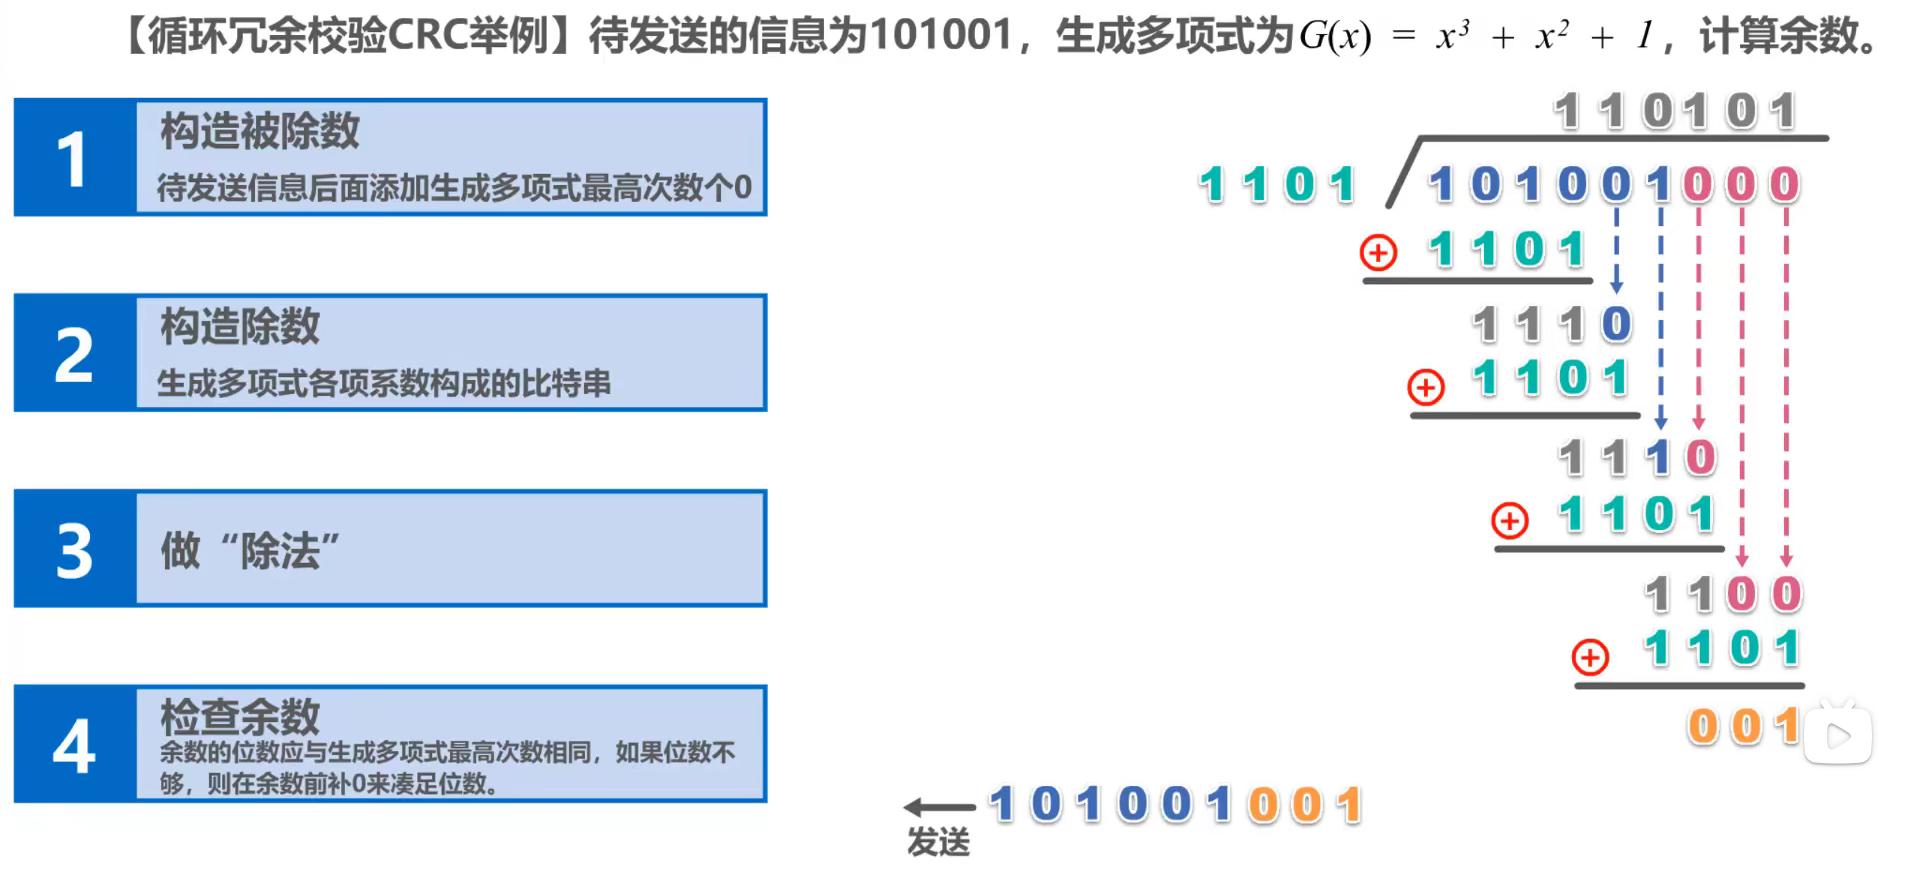 【循环冗余校验CRC举例】待发送的信息为101001，生成多项式为G(x) = x³ + x² + 1，计算余数。
1
构造被除数
待发送信息后面添加生成多项式最高次数个0
2
构造除数
生成多项式各项系数构成的比特串
3
做“除法”
4
检查余数
余数的位数应与生成多项式最高次数相同，如果位数不
够，则在余数前补0来凑足位数。
1 1 0 1 0 1
1 1 0 1 1 0 1 0 0 1 0 0 0
⊕ 1 1 0 1
1 1 1 0
⊕ 1 1 0 1
1 1 1 0
⊕ 1 1 0 1
1 1 0 0
⊕ 1 1 0 1
0 0 1
1 0 1 0 0 1 0 0 1
发送